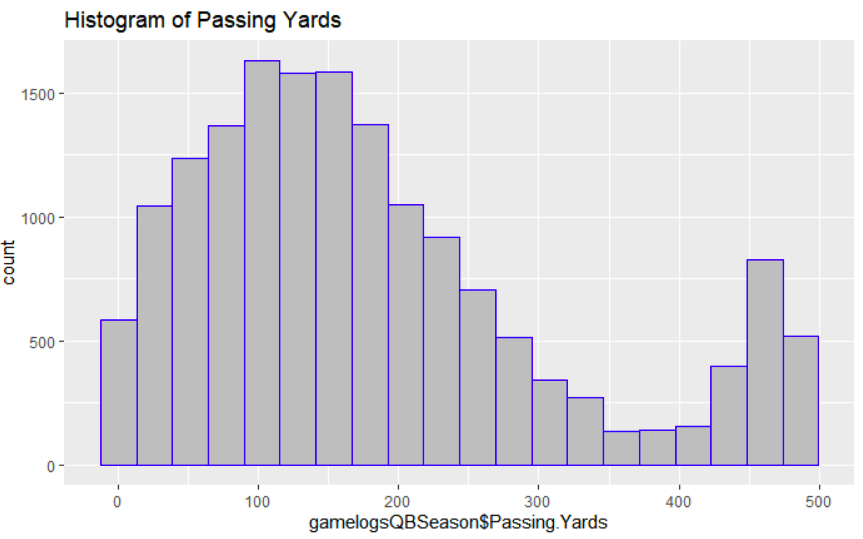 Histogram of Passing Yards
1500
1000
500
0
count
0 100 200 300 400 500
gamelogsQBSeason$Passing.Yards